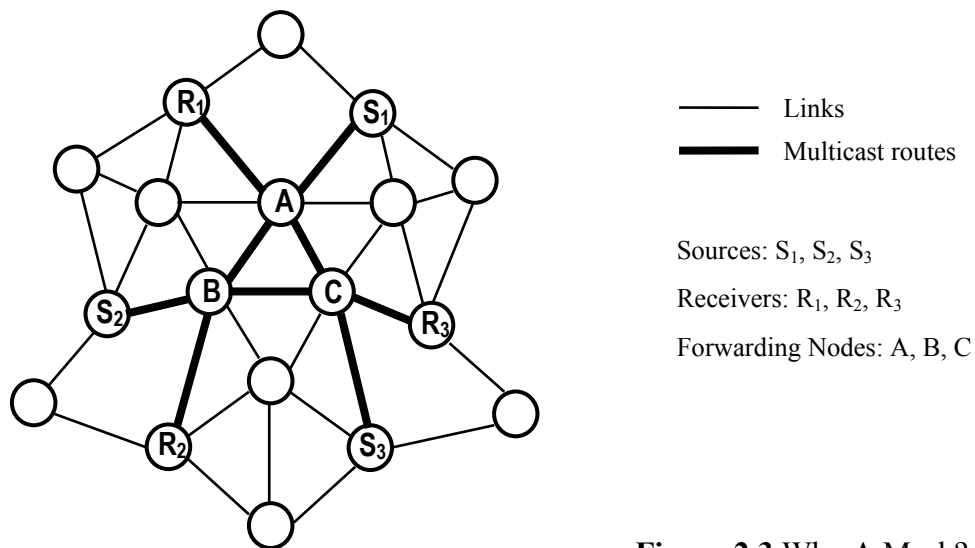 R1
S1
Links
Multicast routes
A
Sources: S1, S2, S3
B
C
S2
R3
Receivers: R1, R2, R3
Forwarding Nodes: A, B, C
R2
S3